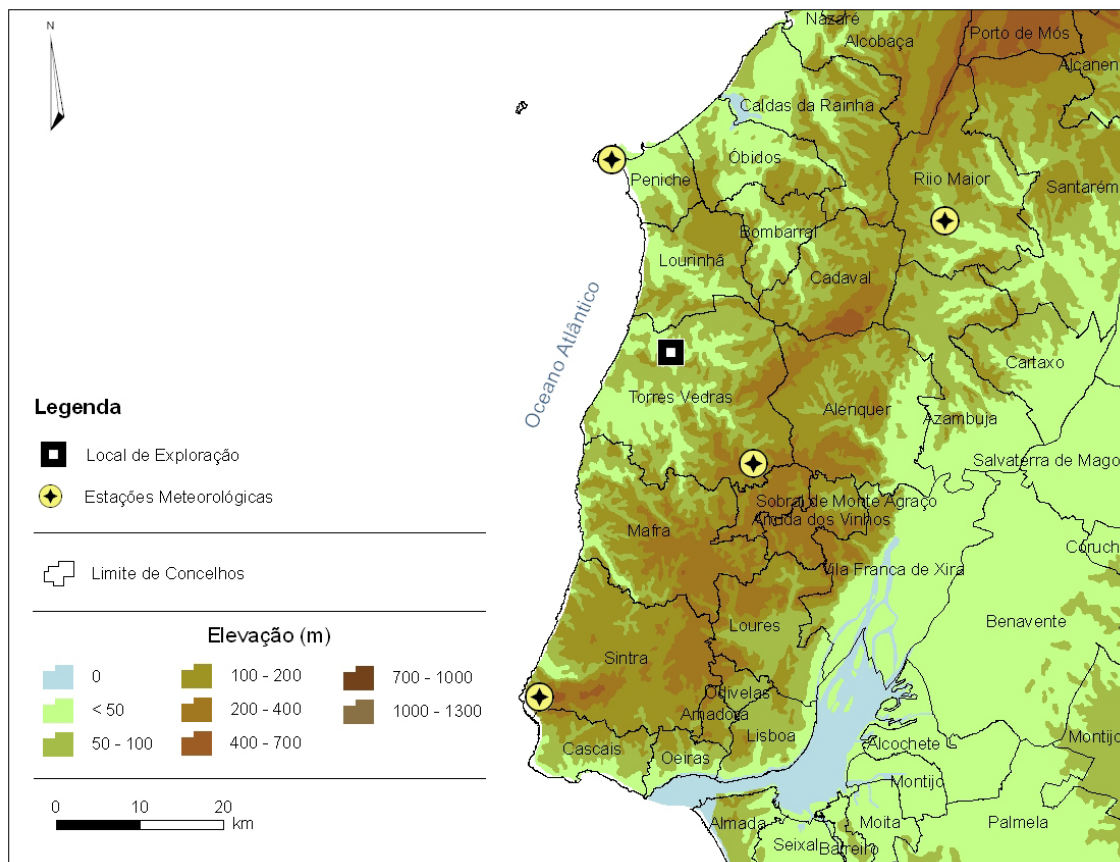 N
Nazaré
Alcobaça
Porto de Mós
Alcanen
Caldas da Rainha
Óbidos
Peniche
Riio Maior
Santarém
Bombarral
Lourinhã
Cadaval
Oceano Atlântico
Cartaxo
Torres Vedras
Alenquer
Azambuja
Salvaterra de Mago
Sobral de Monte Agraço
Arruda dos Vinhos
Mafra
Coruch
Vila Franca de Xira
Benavente
Loures
Sintra
Odivelas
Amadora
Lisboa
Cascais
Oeiras
Alcochete
Montijo
Montijo
Almada
Moita
Palmela
Seixal
Barreiro
Legenda
Local de Exploração
Estações Meteorológicas
Limite de Concelhos
Elevação (m)
0
100 - 200
700 - 1000
< 50
200 - 400
1000 - 1300
50 - 100
400 - 700
0 10 20
km